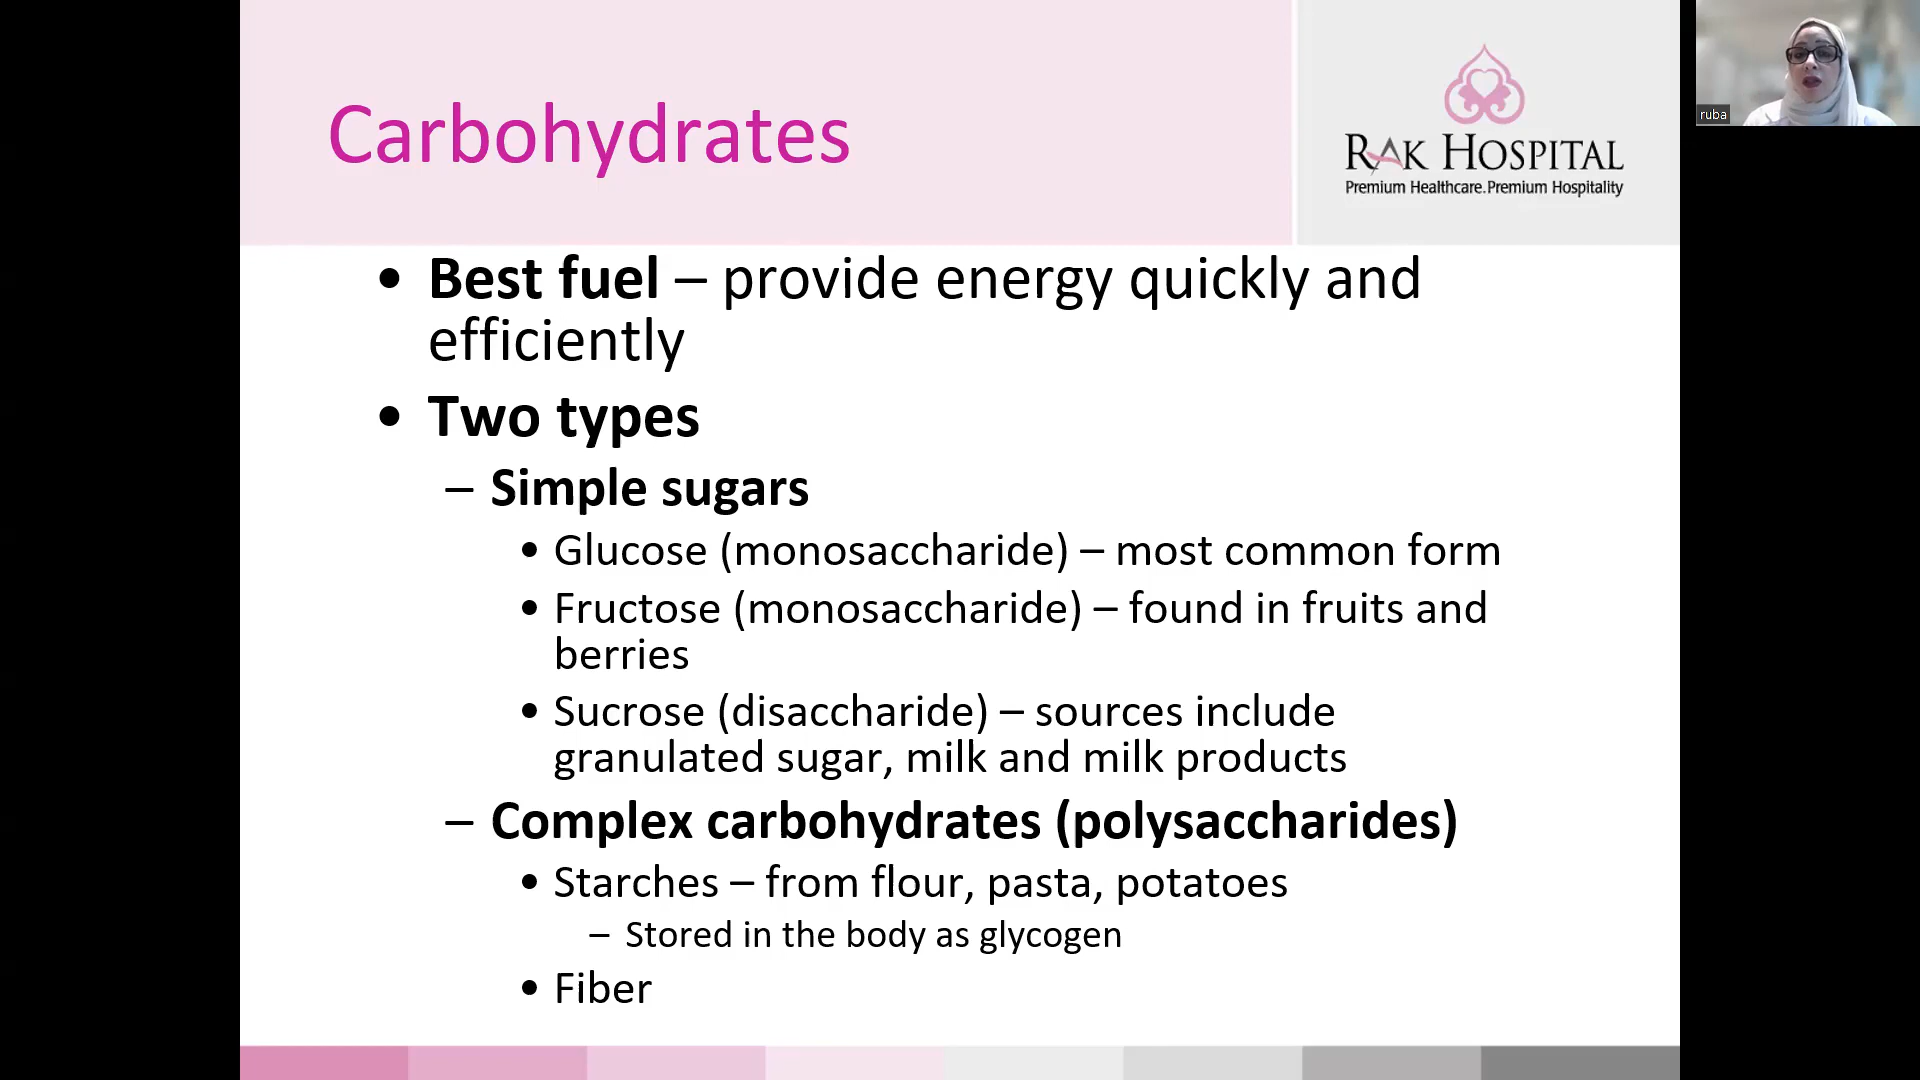 Carbohydrates
RAK HOSPITAL
Premium Healthcare.Premium Hospitality
ruba
• Best fuel – provide energy quickly and
efficiently
• Two types
– Simple sugars
• Glucose (monosaccharide) – most common form
• Fructose (monosaccharide) – found in fruits and
berries
• Sucrose (disaccharide) – sources include
granulated sugar, milk and milk products
– Complex carbohydrates (polysaccharides)
• Starches – from flour, pasta, potatoes
– Stored in the body as glycogen
• Fiber